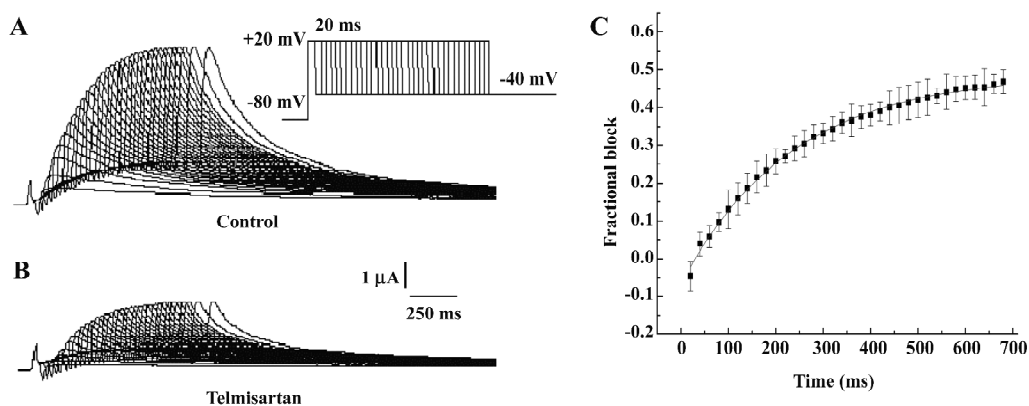 A
+20 mV
20 ms
-80 mV
-40 mV
Control
B
1 µA
250 ms
Telmisartan
C
Fractional block
0.6
0.5
0.4
0.3
0.2
0.1
0.0
-0.1
-0.2
0 100 200 300 400 500 600 700
Time (ms)